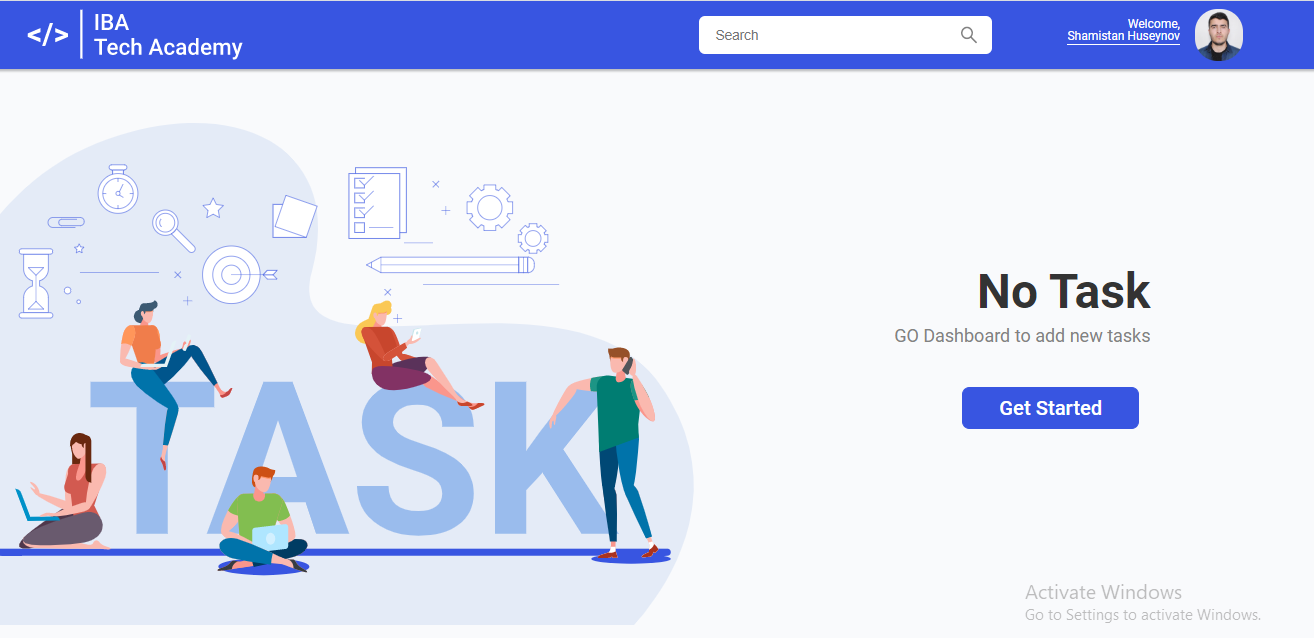 </>
IBA
Tech Academy
Search
Welcome,
Shamistan Huseynov
TASK
No Task
GO Dashboard to add new tasks
Get Started
Activate Windows
Go to Settings to activate Windows.